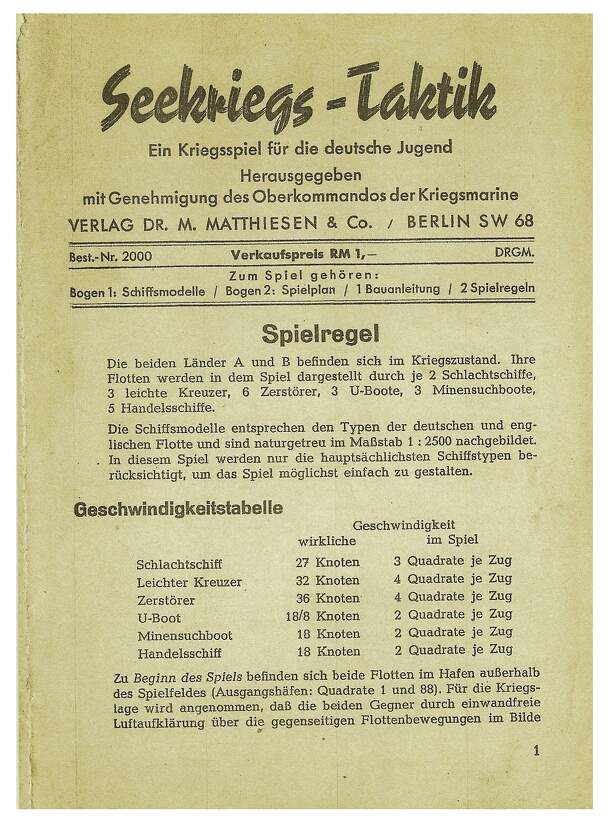 Seekriegs-Taktik
Ein Kriegsspiel für die deutsche Jugend
Herausgegeben
mit Genehmigung des Oberkommandos der Kriegsmarine
VERLAG DR. M. MATTHIESEN & Co. / BERLIN SW 68
Best.-Nr. 2000 Verkaufspreis RM 1,— DRGM.
Zum Spiel gehören:
Bogen 1: Schiffsmodelle / Bogen 2: Spielplan / 1 Bauanleitung / 2 Spielregeln
Spielregel
Die beiden Länder A und B befinden sich im Kriegszustand. Ihre
Flotten werden in dem Spiel dargestellt durch je 2 Schlachtschiffe,
3 leichte Kreuzer, 6 Zerstörer, 3 U-Boote, 3 Minensuchboote,
5 Handelsschiffe.
Die Schiffsmodelle entsprechen den Typen der deutschen und eng-
lischen Flotte und sind naturgetreu im Maßstab 1 : 2500 nachgebildet.
In diesem Spiel werden nur die hauptsächlichsten Schiffstypen be-
rücksichtigt, um das Spiel möglichst einfach zu gestalten.
Geschwindigkeitstabelle
Geschwindigkeit
wirkliche im Spiel
Schlachtschiff 27 Knoten 3 Quadrate je Zug
Leichter Kreuzer 32 Knoten 4 Quadrate je Zug
Zerstörer 36 Knoten 4 Quadrate je Zug
U-Boot 18/8 Knoten 2 Quadrate je Zug
Minensuchboot 18 Knoten 2 Quadrate je Zug
Handelsschiff 18 Knoten 2 Quadrate je Zug
Zu Beginn des Spiels befinden sich beide Flotten im Hafen außerhalb
des Spielfeldes (Ausgangshäfen: Quadrate 1 und 88). Für die Kriegs-
lage wird angenommen, daß die beiden Gegner durch einwandfreie
Luftaufklärung über die gegenseitigen Flottenbewegungen im Bilde
1